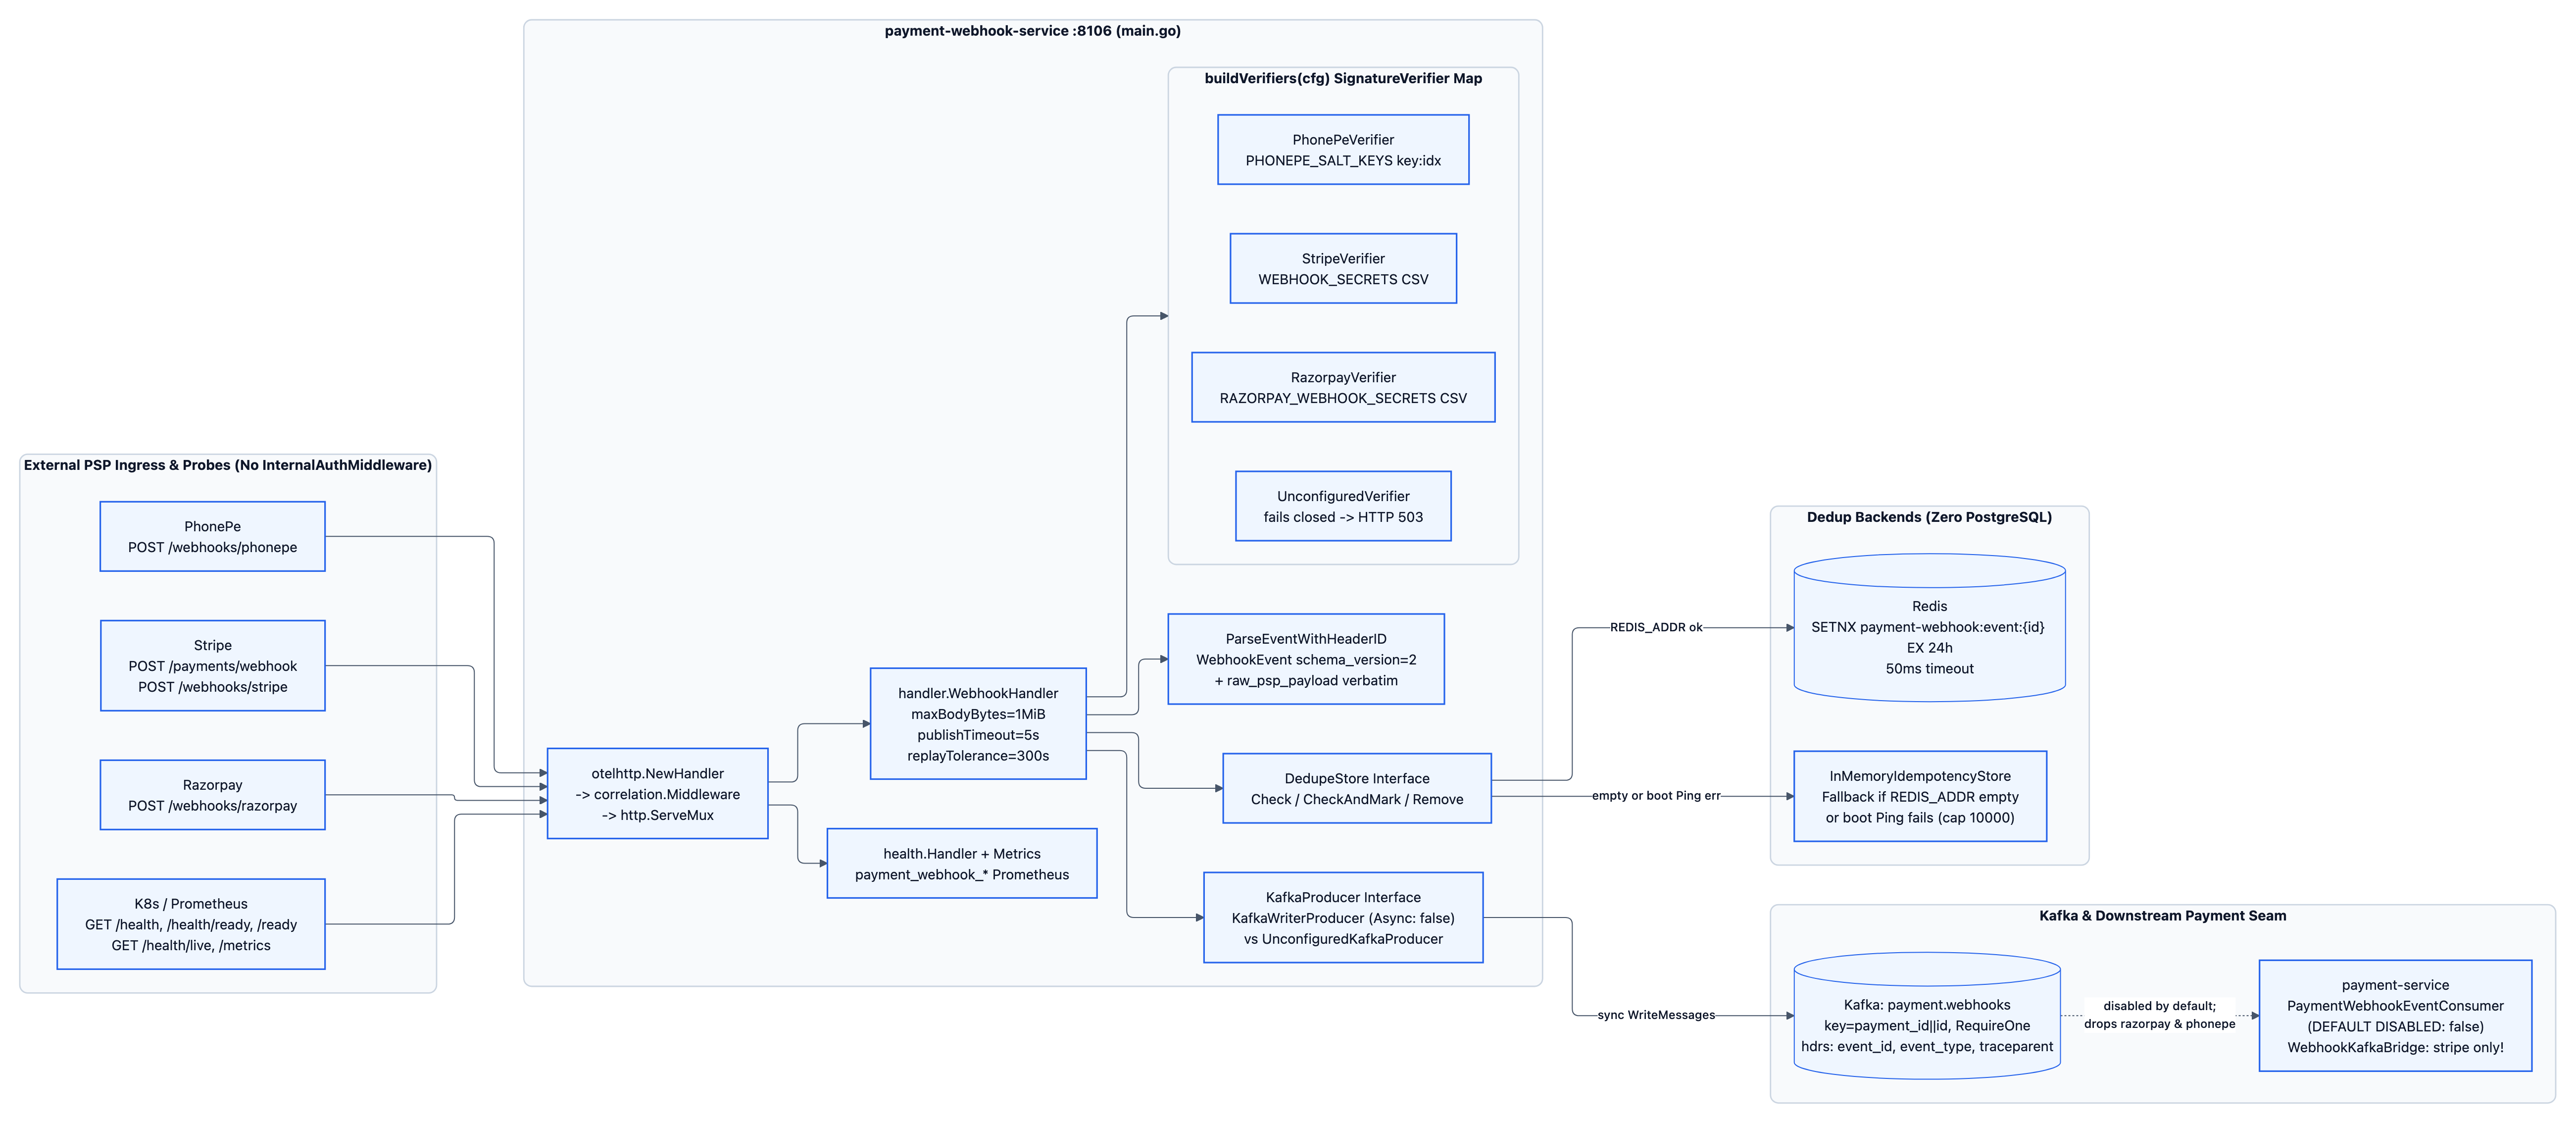 External PSP Ingress & Probes (No InternalAuthMiddleware)
PhonePe
POST /webhooks/phonepe
Stripe
POST /payments/webhook
POST /webhooks/stripe
Razorpay
POST /webhooks/razorpay
K8s / Prometheus
GET /health, /health/ready, /ready
GET /health/live, /metrics
payment-webhook-service :8106 (main.go)
otelhttp.NewHandler
-> correlation.Middleware
-> http.ServeMux
handler.WebhookHandler
maxBodyBytes=1MiB
publishTimeout=5s
replayTolerance=300s
health.Handler + Metrics
payment_webhook_* Prometheus
buildVerifiers(cfg) SignatureVerifier Map
PhonePeVerifier
PHONEPE_SALT_KEYS key:idx
StripeVerifier
WEBHOOK_SECRETS CSV
RazorpayVerifier
RAZORPAY_WEBHOOK_SECRETS CSV
UnconfiguredVerifier
fails closed -> HTTP 503
ParseEventWithHeaderID
WebhookEvent schema_version=2
+ raw_psp_payload verbatim
DedupeStore Interface
Check / CheckAndMark / Remove
KafkaProducer Interface
KafkaWriterProducer (Async: false)
vs UnconfiguredKafkaProducer
REDIS_ADDR ok
empty or boot Ping err
sync WriteMessages
Dedup Backends (Zero PostgreSQL)
Redis
SETNX payment-webhook:event:{id}
EX 24h
50ms timeout
InMemoryIdempotencyStore
Fallback if REDIS_ADDR empty
or boot Ping fails (cap 10000)
Kafka & Downstream Payment Seam
Kafka: payment.webhooks
key=payment_id||id, RequireOne
hdrs: event_id, event_type, traceparent
disabled by default;
drops razorpay & phonepe
payment-service
PaymentWebhookEventConsumer
(DEFAULT DISABLED: false)
WebhookKafkaBridge: stripe only!